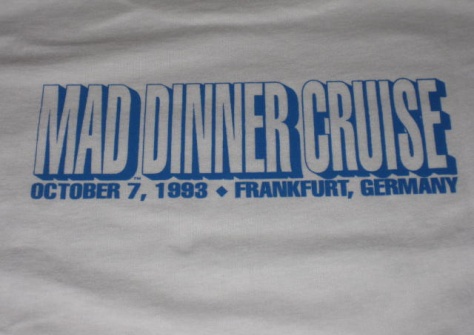 MAD DINNER CRUISE
OCTOBER 7, 1993 ◆ FRANKFURT, GERMANY